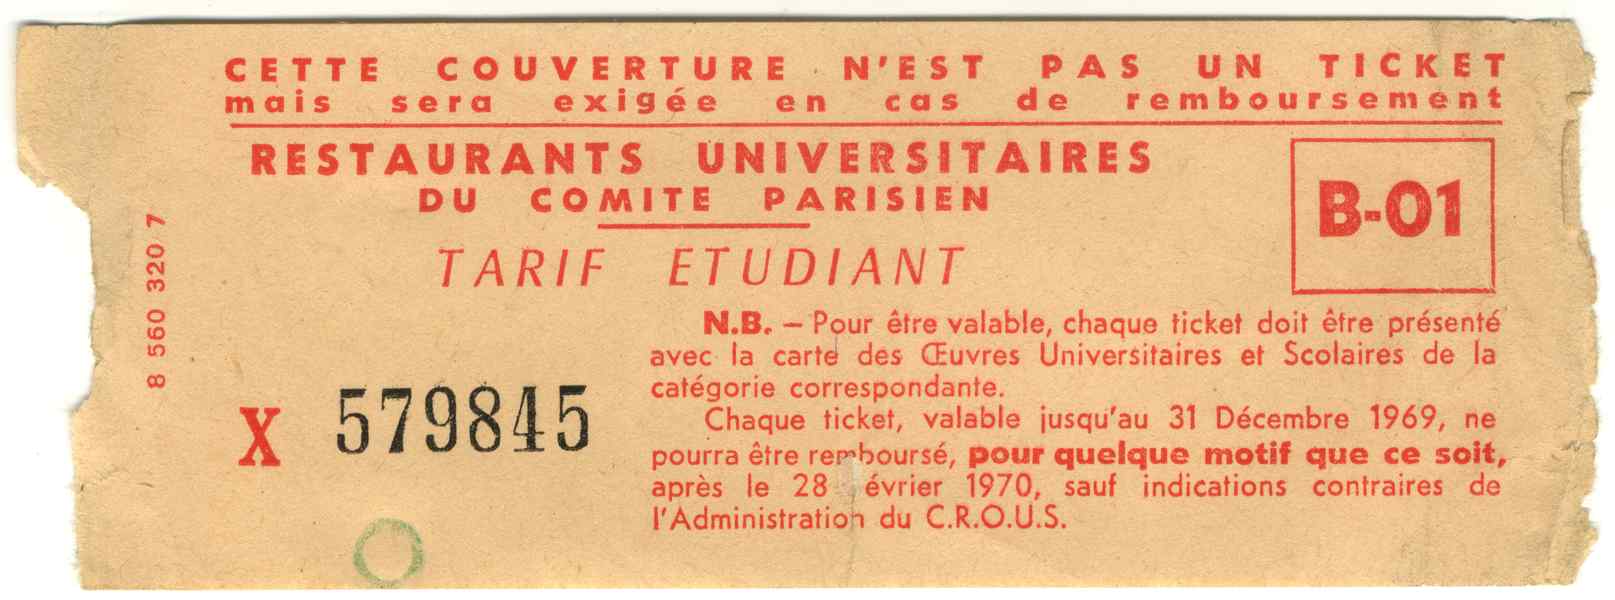 CETTE COUVERTURE N'EST PAS UN TICKET
mais sera exigée en cas de remboursement
RESTAURANTS UNIVERSITAIRES
DU COMITE PARISIEN
B-01
TARIF ETUDIANT
8 560 320 7
N.B. – Pour être valable, chaque ticket doit être présenté
avec la carte des Œuvres Universitaires et Scolaires de la
catégorie correspondante.
X 579845
Chaque ticket, valable jusqu'au 31 Décembre 1969, ne
pourra être remboursé, pour quelque motif que ce soit,
après le 28 évrier 1970, sauf indications contraires de
l'Administration du C.R.O.U.S.